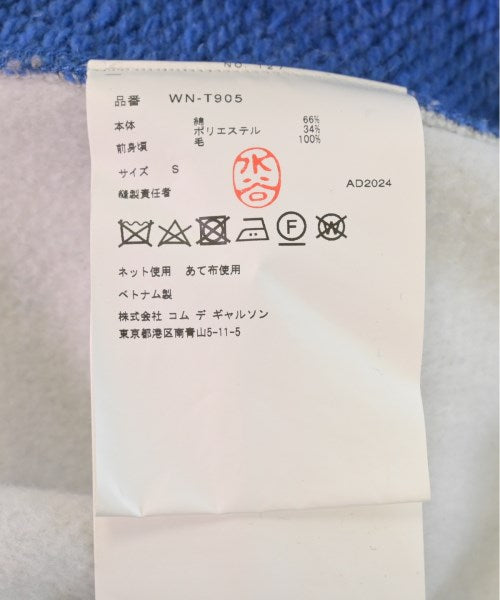 品番 WN-T905
本体 綿 66%
ポリエステル 34%
前身頃 毛 100%
サイズ S
縫製責任者
水
AD2024
F W
ネット使用 あて布使用
ベトナム製
株式会社 コム デ ギャルソン
東京都港区南青山5-11-5